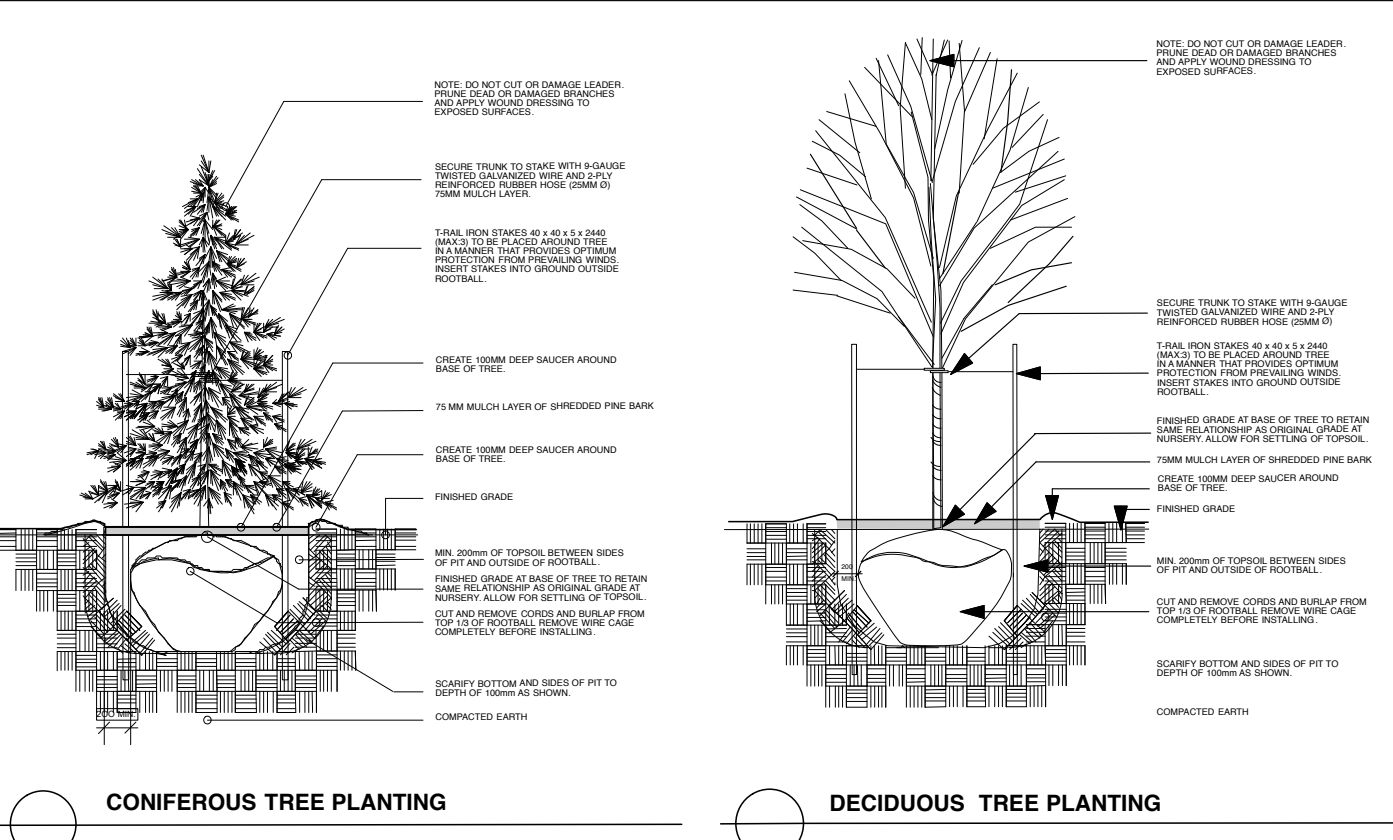 NOTE: DO NOT CUT OR DAMAGE LEADER.
PRUNE DEAD OR DAMAGED BRANCHES
AND APPLY WOUND DRESSING TO
EXPOSED SURFACES.
SECURE TRUNK TO STAKE WITH 9-GAUGE
TWISTED GALVANIZED WIRE AND 2-PLY
REINFORCED RUBBER HOSE (25MM Ø)
75MM MULCH LAYER.
T-RAIL IRON STAKES 40 x 40 x 5 x 2440
(MAX:3) TO BE PLACED AROUND TREE
IN A MANNER THAT PROVIDES OPTIMUM
PROTECTION FROM PREVAILING WINDS.
INSERT STAKES INTO GROUND OUTSIDE
ROOTBALL.
CREATE 100MM DEEP SAUCER AROUND
BASE OF TREE.
75 MM MULCH LAYER OF SHREDDED PINE BARK
CREATE 100MM DEEP SAUCER AROUND
BASE OF TREE.
FINISHED GRADE
MIN. 200mm OF TOPSOIL BETWEEN SIDES
OF PIT AND OUTSIDE OF ROOTBALL.
FINISHED GRADE AT BASE OF TREE TO RETAIN
SAME RELATIONSHIP AS ORIGINAL GRADE AT
NURSERY. ALLOW FOR SETTLING OF TOPSOIL.
CUT AND REMOVE CORDS AND BURLAP FROM
TOP 1/3 OF ROOTBALL REMOVE WIRE CAGE
COMPLETELY BEFORE INSTALLING.
SCARIFY BOTTOM AND SIDES OF PIT TO
DEPTH OF 100mm AS SHOWN.
COMPACTED EARTH
200 MIN.
CONIFEROUS TREE PLANTING
NOTE: DO NOT CUT OR DAMAGE LEADER.
PRUNE DEAD OR DAMAGED BRANCHES
AND APPLY WOUND DRESSING TO
EXPOSED SURFACES.
SECURE TRUNK TO STAKE WITH 9-GAUGE
TWISTED GALVANIZED WIRE AND 2-PLY
REINFORCED RUBBER HOSE (25MM Ø)
T-RAIL IRON STAKES 40 x 40 x 5 x 2440
(MAX:3) TO BE PLACED AROUND TREE
IN A MANNER THAT PROVIDES OPTIMUM
PROTECTION FROM PREVAILING WINDS.
INSERT STAKES INTO GROUND OUTSIDE
ROOTBALL.
FINISHED GRADE AT BASE OF TREE TO RETAIN
SAME RELATIONSHIP AS ORIGINAL GRADE AT
NURSERY. ALLOW FOR SETTLING OF TOPSOIL.
75MM MULCH LAYER OF SHREDDED PINE BARK
CREATE 100MM DEEP SAUCER AROUND
BASE OF TREE.
FINISHED GRADE
MIN. 200mm OF TOPSOIL BETWEEN SIDES
OF PIT AND OUTSIDE OF ROOTBALL.
200
MIN.
CUT AND REMOVE CORDS AND BURLAP FROM
TOP 1/3 OF ROOTBALL REMOVE WIRE CAGE
COMPLETELY BEFORE INSTALLING.
SCARIFY BOTTOM AND SIDES OF PIT TO
DEPTH OF 100mm AS SHOWN.
COMPACTED EARTH
DECIDUOUS TREE PLANTING